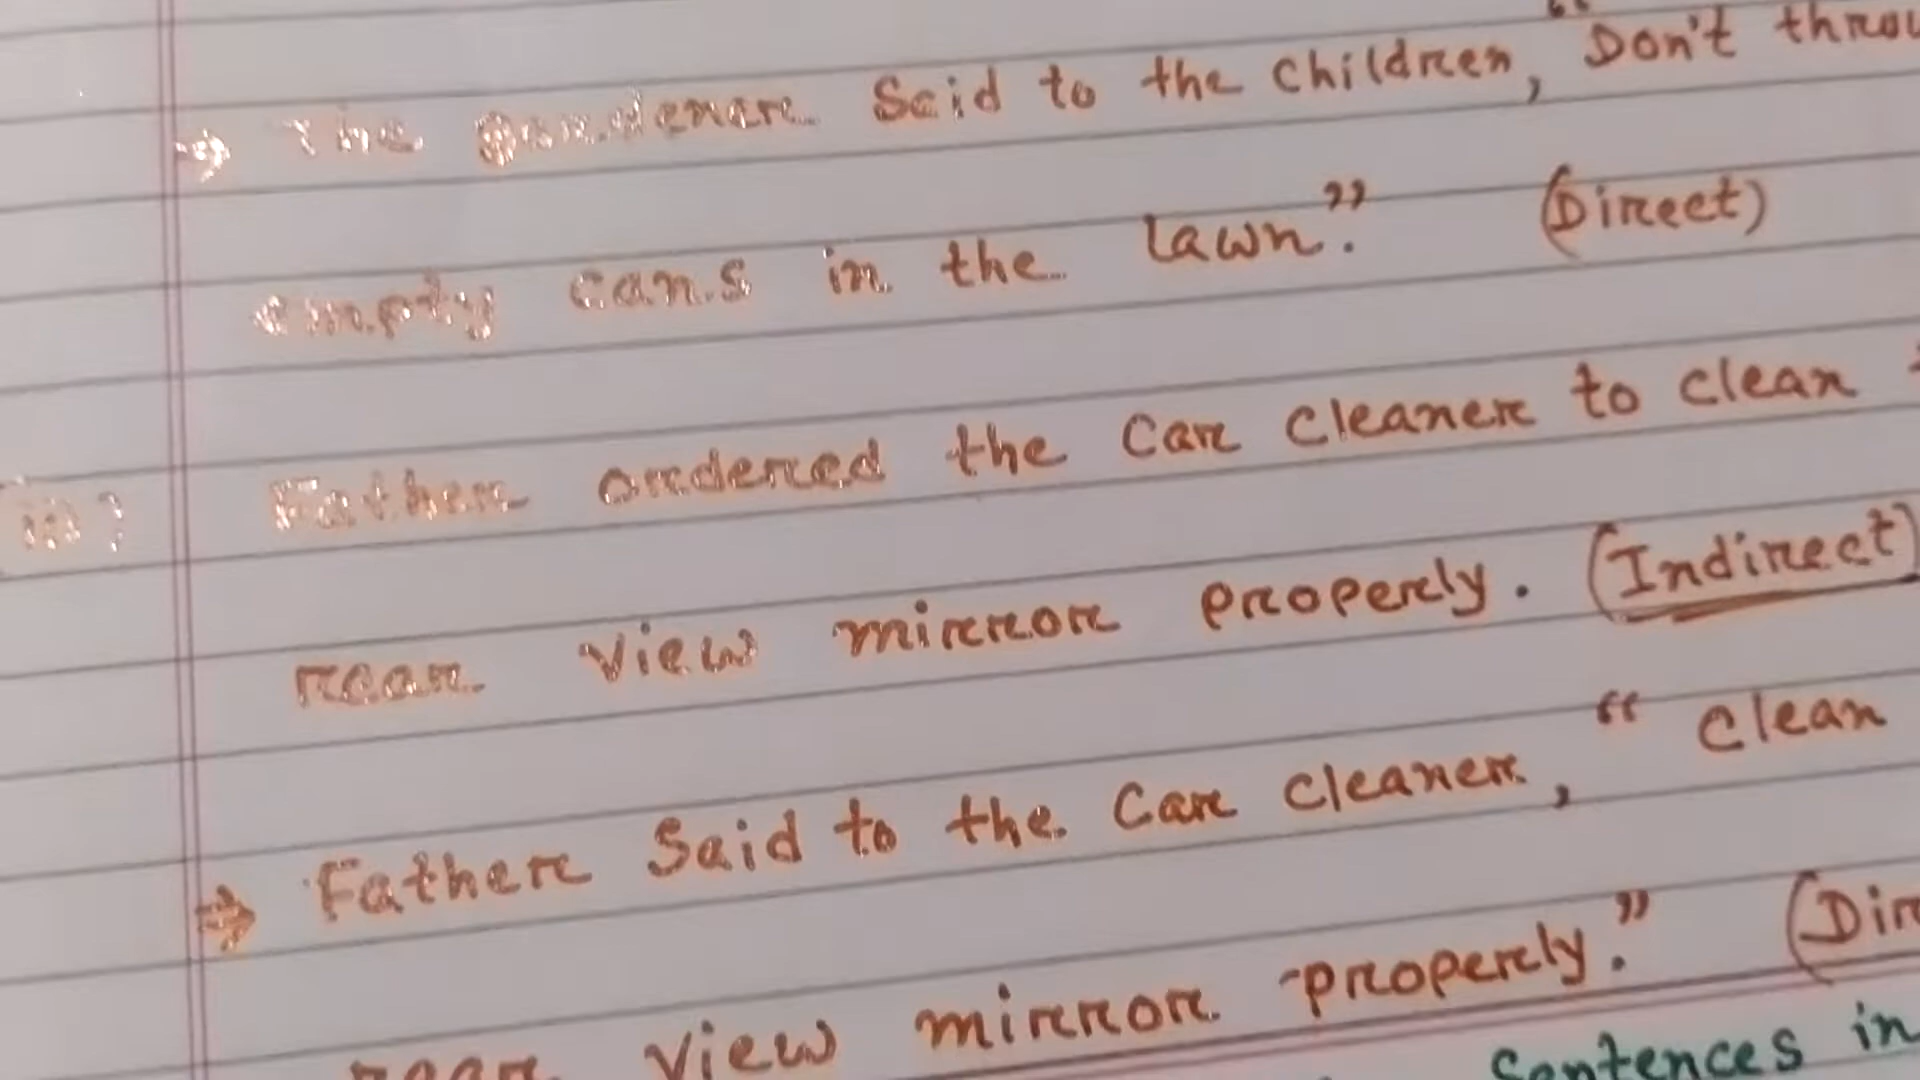 ⇒ The gardener Said to the children, "Don't throw
empty cans in the lawn." (Direct)
Father ordered the Car cleaner to clean
rear view mirror properly. (Indirect)
⇒ Father Said to the Car cleaner, " clean
rear view mirror properly." (Dir
Sentences in